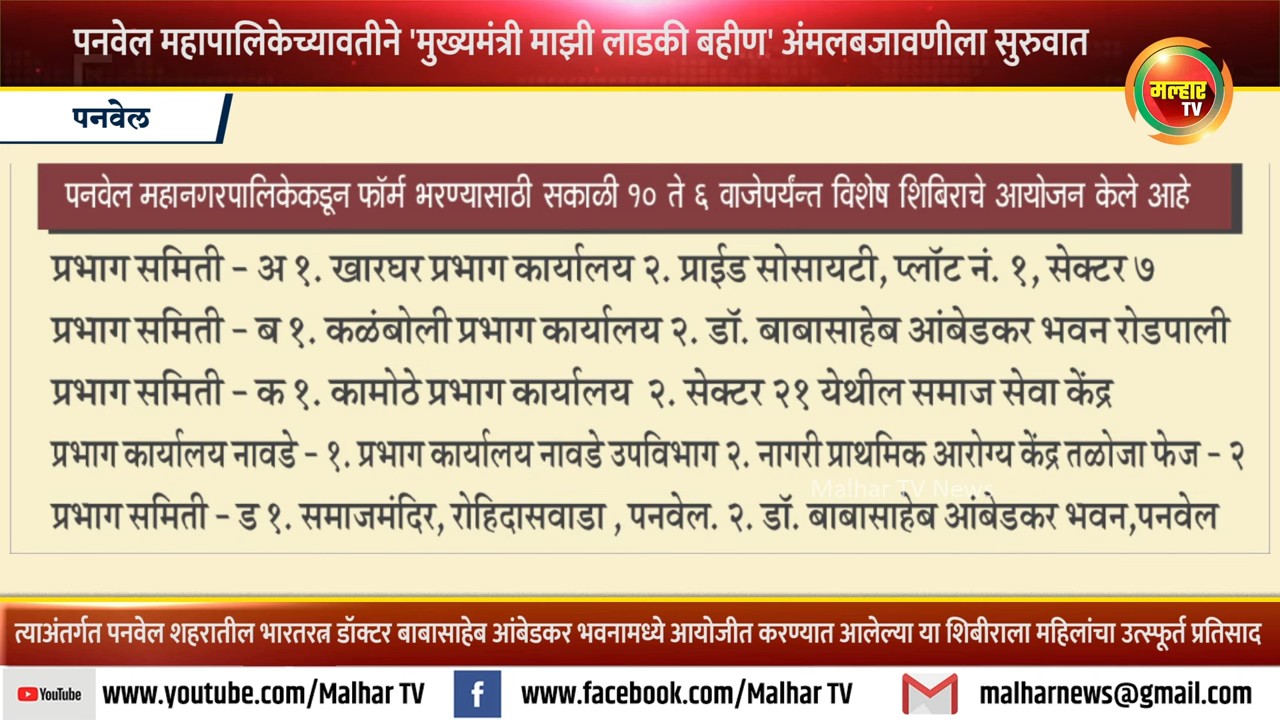 पनवेल महापालिकेच्यावतीने 'मुख्यमंत्री माझी लाडकी बहीण' अंमलबजावणीला सुरुवात
मल्हार
TV
पनवेल
पनवेल महानगरपालिकेकडून फॉर्म भरण्यासाठी सकाळी १० ते ६ वाजेपर्यंन्त विशेष शिबिराचे आयोजन केले आहे
प्रभाग समिती - अ १. खारघर प्रभाग कार्यालय २. प्राईड सोसायटी, प्लॉट नं. १, सेक्टर ७
प्रभाग समिती - ब १. कळंबोली प्रभाग कार्यालय २. डॉ. बाबासाहेब आंबेडकर भवन रोडपाली
प्रभाग समिती - क १. कामोठे प्रभाग कार्यालय २. सेक्टर २१ येथील समाज सेवा केंद्र
प्रभाग कार्यालय नावडे - १. प्रभाग कार्यालय नावडे उपविभाग २. नागरी प्राथमिक आरोग्य केंद्र तळोजा फेज - २
Malhar TV News
प्रभाग समिती - ड १. समाजमंदिर, रोहिदासवाडा , पनवेल. २. डॉ. बाबासाहेब आंबेडकर भवन,पनवेल
त्याअंतर्गत पनवेल शहरातील भारतरत्न डॉक्टर बाबासाहेब आंबेडकर भवनामध्ये आयोजीत करण्यात आलेल्या या शिबीराला महिलांचा उत्स्फूर्त प्रतिसाद
YouTube www.youtube.com/Malhar TV www.facebook.com/Malhar TV malharnews@gmail.com